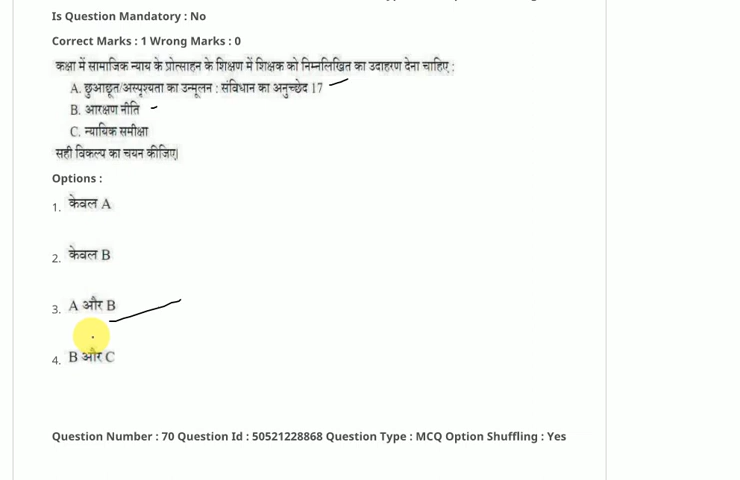 Is Question Mandatory : No
Correct Marks : 1 Wrong Marks : 0
कक्षा में सामाजिक न्याय के प्रोत्साहन के शिक्षण में शिक्षक को निम्नलिखित का उदाहरण देना चाहिए :
A. छुआछूत/अस्पृश्यता का उन्मूलन : संविधान का अनुच्छेद 17
B. आरक्षण नीति
C. न्यायिक समीक्षा
सही विकल्प का चयन कीजिए|
Options :
1. केवल A
2. केवल B
3. A और B
4. B और C
Question Number : 70 Question Id : 50521228868 Question Type : MCQ Option Shuffling : Yes